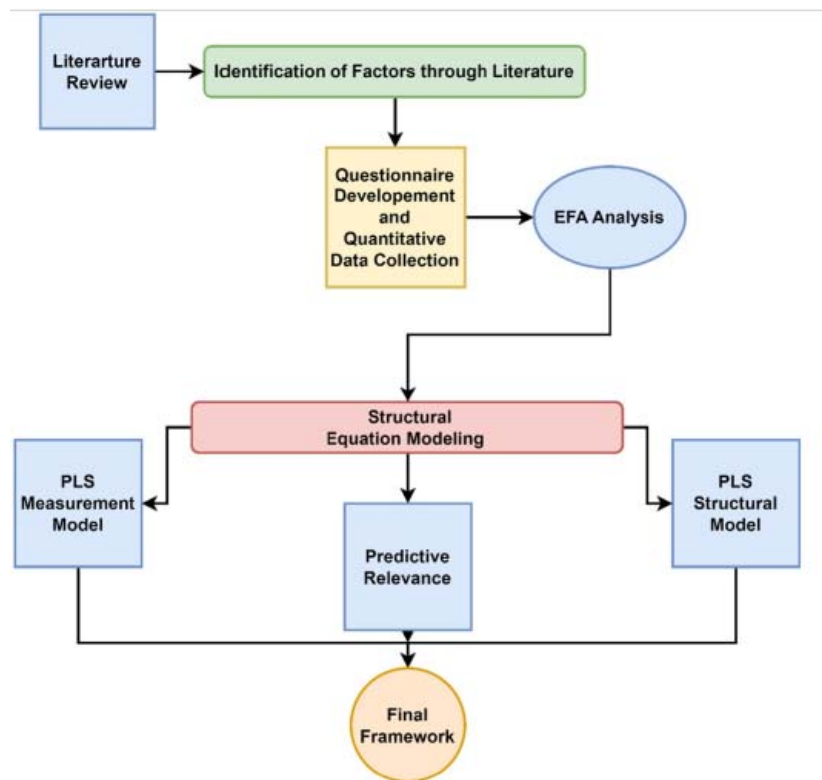 Literarture
Review
Identification of Factors through Literature
Questionnaire
Developement
and
Quantitative
Data Collection
EFA Analysis
Structural
Equation Modeling
PLS
Measurement
Model
Predictive
Relevance
PLS
Structural
Model
Final
Framework